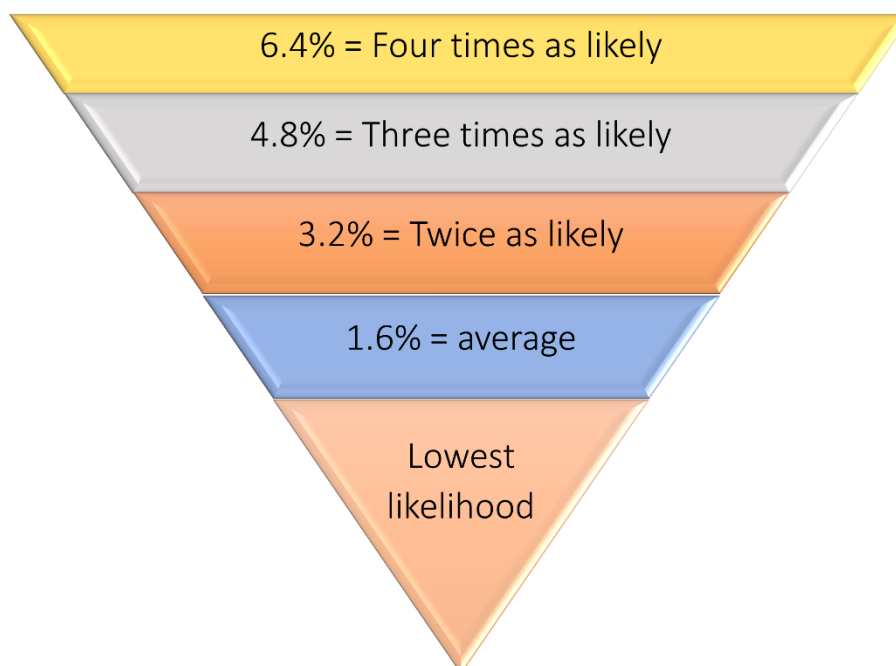 6.4% = Four times as likely
4.8% = Three times as likely
3.2% = Twice as likely
1.6% = average
Lowest
likelihood